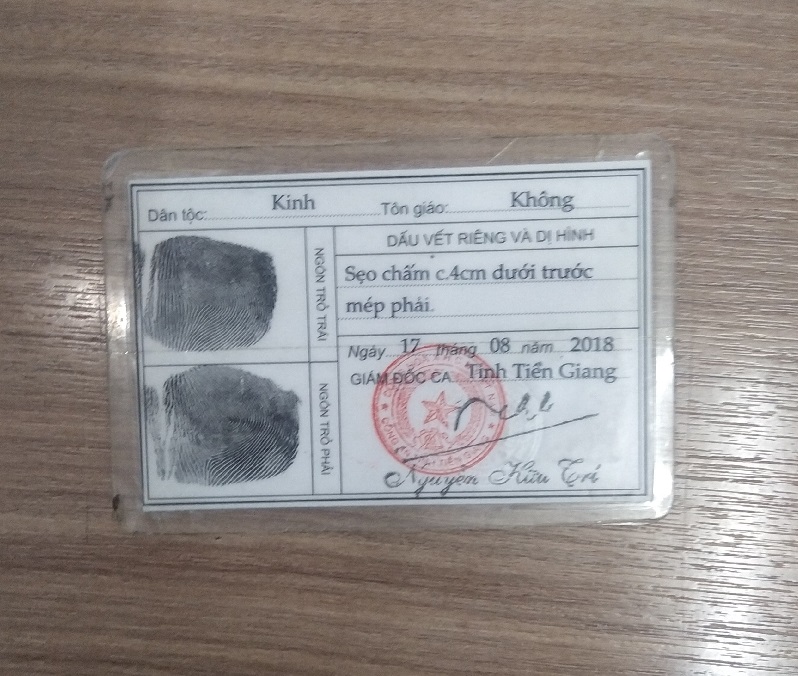 Dân tộc: Kinh Tôn giáo: Không
NGÓN TRỎ TRÁI
DẤU VẾT RIÊNG VÀ DỊ HÌNH
Sẹo chấm c.4cm dưới trước
mép phải.
NGÓN TRỎ PHẢI
Ngày 17 tháng 08 năm 2018
GIÁM ĐỐC CA Tỉnh Tiền Giang
Nguyễn Hữu Trí